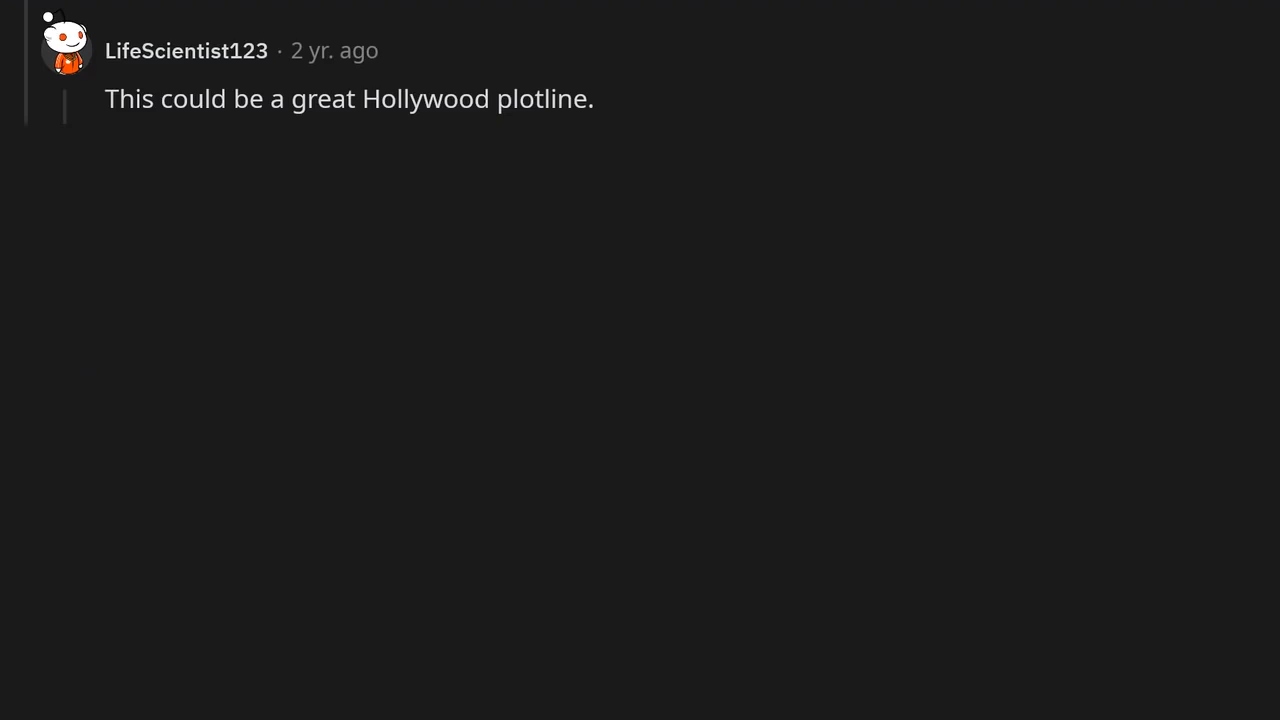 LifeScientist123 · 2 yr. ago
This could be a great Hollywood plotline.